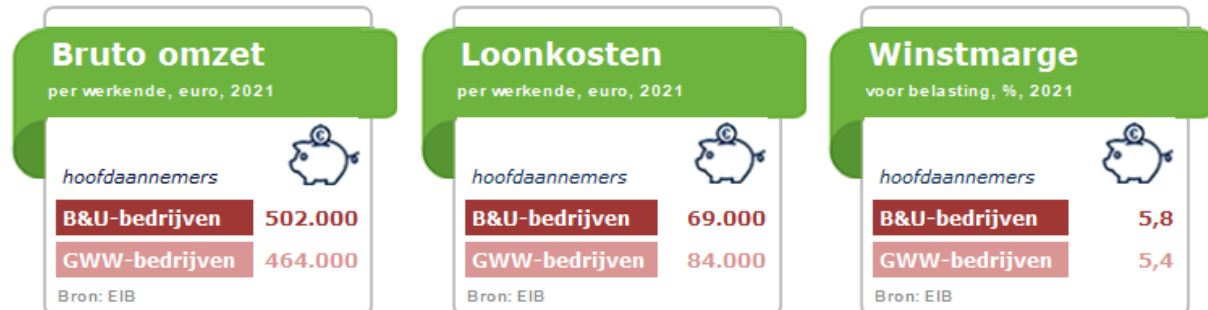 Bruto omzet
per werkende, euro, 2021
hoofdaannemers
B&U-bedrijven 502.000
GWW-bedrijven 464.000
Bron: EIB
Loonkosten
per werkende, euro, 2021
hoofdaannemers
B&U-bedrijven 69.000
GWW-bedrijven 84.000
Bron: EIB
Winstmarge
voor belasting, %, 2021
hoofdaannemers
B&U-bedrijven 5,8
GWW-bedrijven 5,4
Bron: EIB